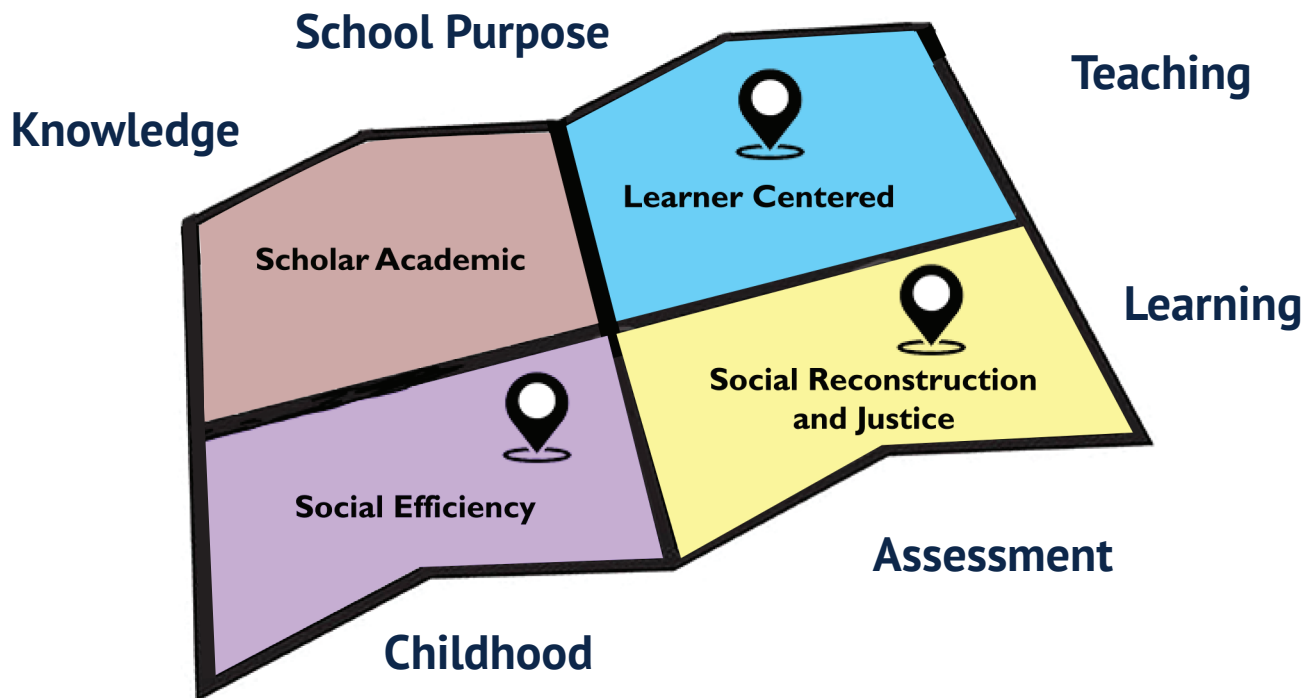 School Purpose
Teaching
Knowledge
Learner Centered
Scholar Academic
Learning
Social Reconstruction
and Justice
Social Efficiency
Assessment
Childhood